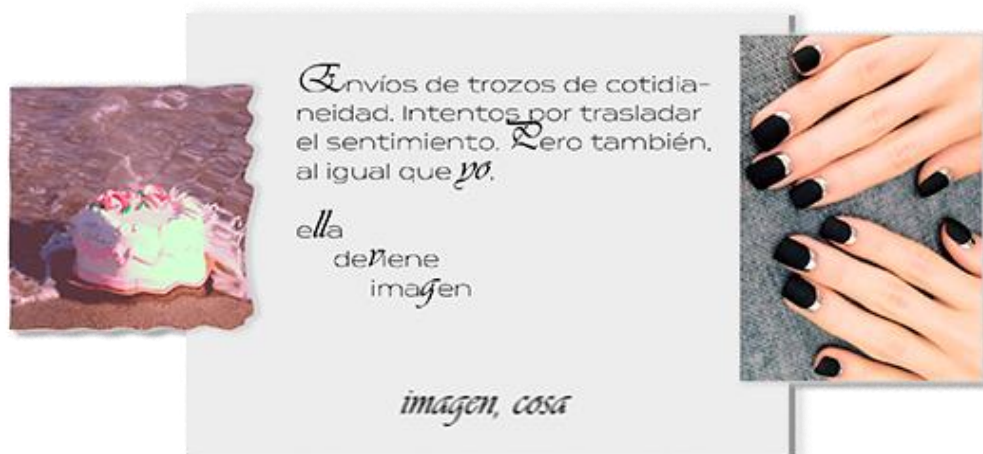 Envíos de trozos de cotidia-
neidad. Intentos por trasladar
el sentimiento. Pero también,
al igual que yo,
ella
deviene
imagen
imagen, cosa